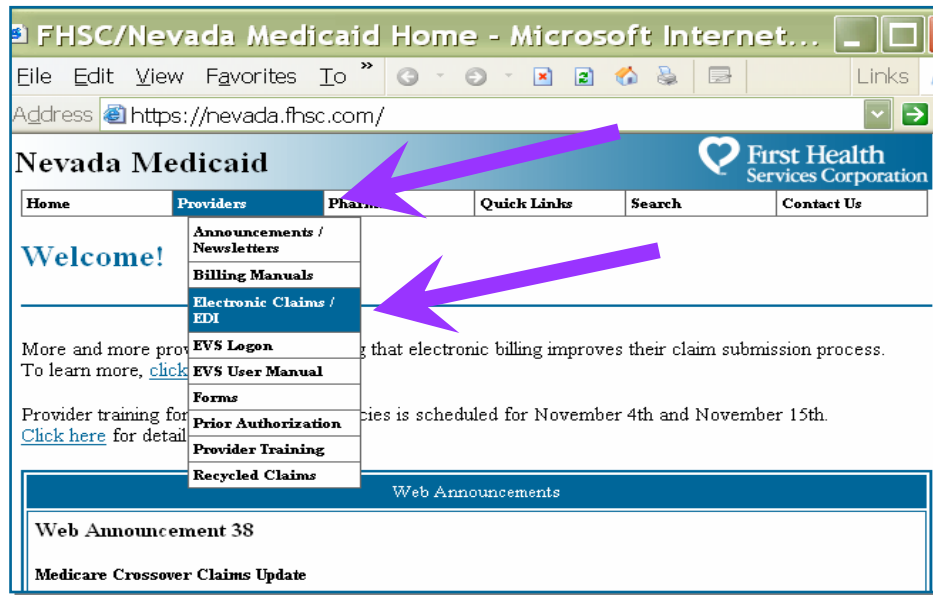 FHSC/Nevada Medicaid Home - Microsoft Internet...
File Edit View Favorites To » Links
Address https://nevada.fhsc.com/
Nevada Medicaid
First Health
Services Corporation
Home Providers Quick Links Search Contact Us
Announcements /
Newsletters
Billing Manuals
Electronic Claims /
EDI
EVS Logon
EVS User Manual
Forms
Prior Authorization
Provider Training
Recycled Claims
Welcome!
More and more that electronic billing improves their claim submission process.
To learn more, click
Provider training for is scheduled for November 4th and November 15th.
Click here for
Web Announcements
Web Announcement 38
Medicare Crossover Claims Update